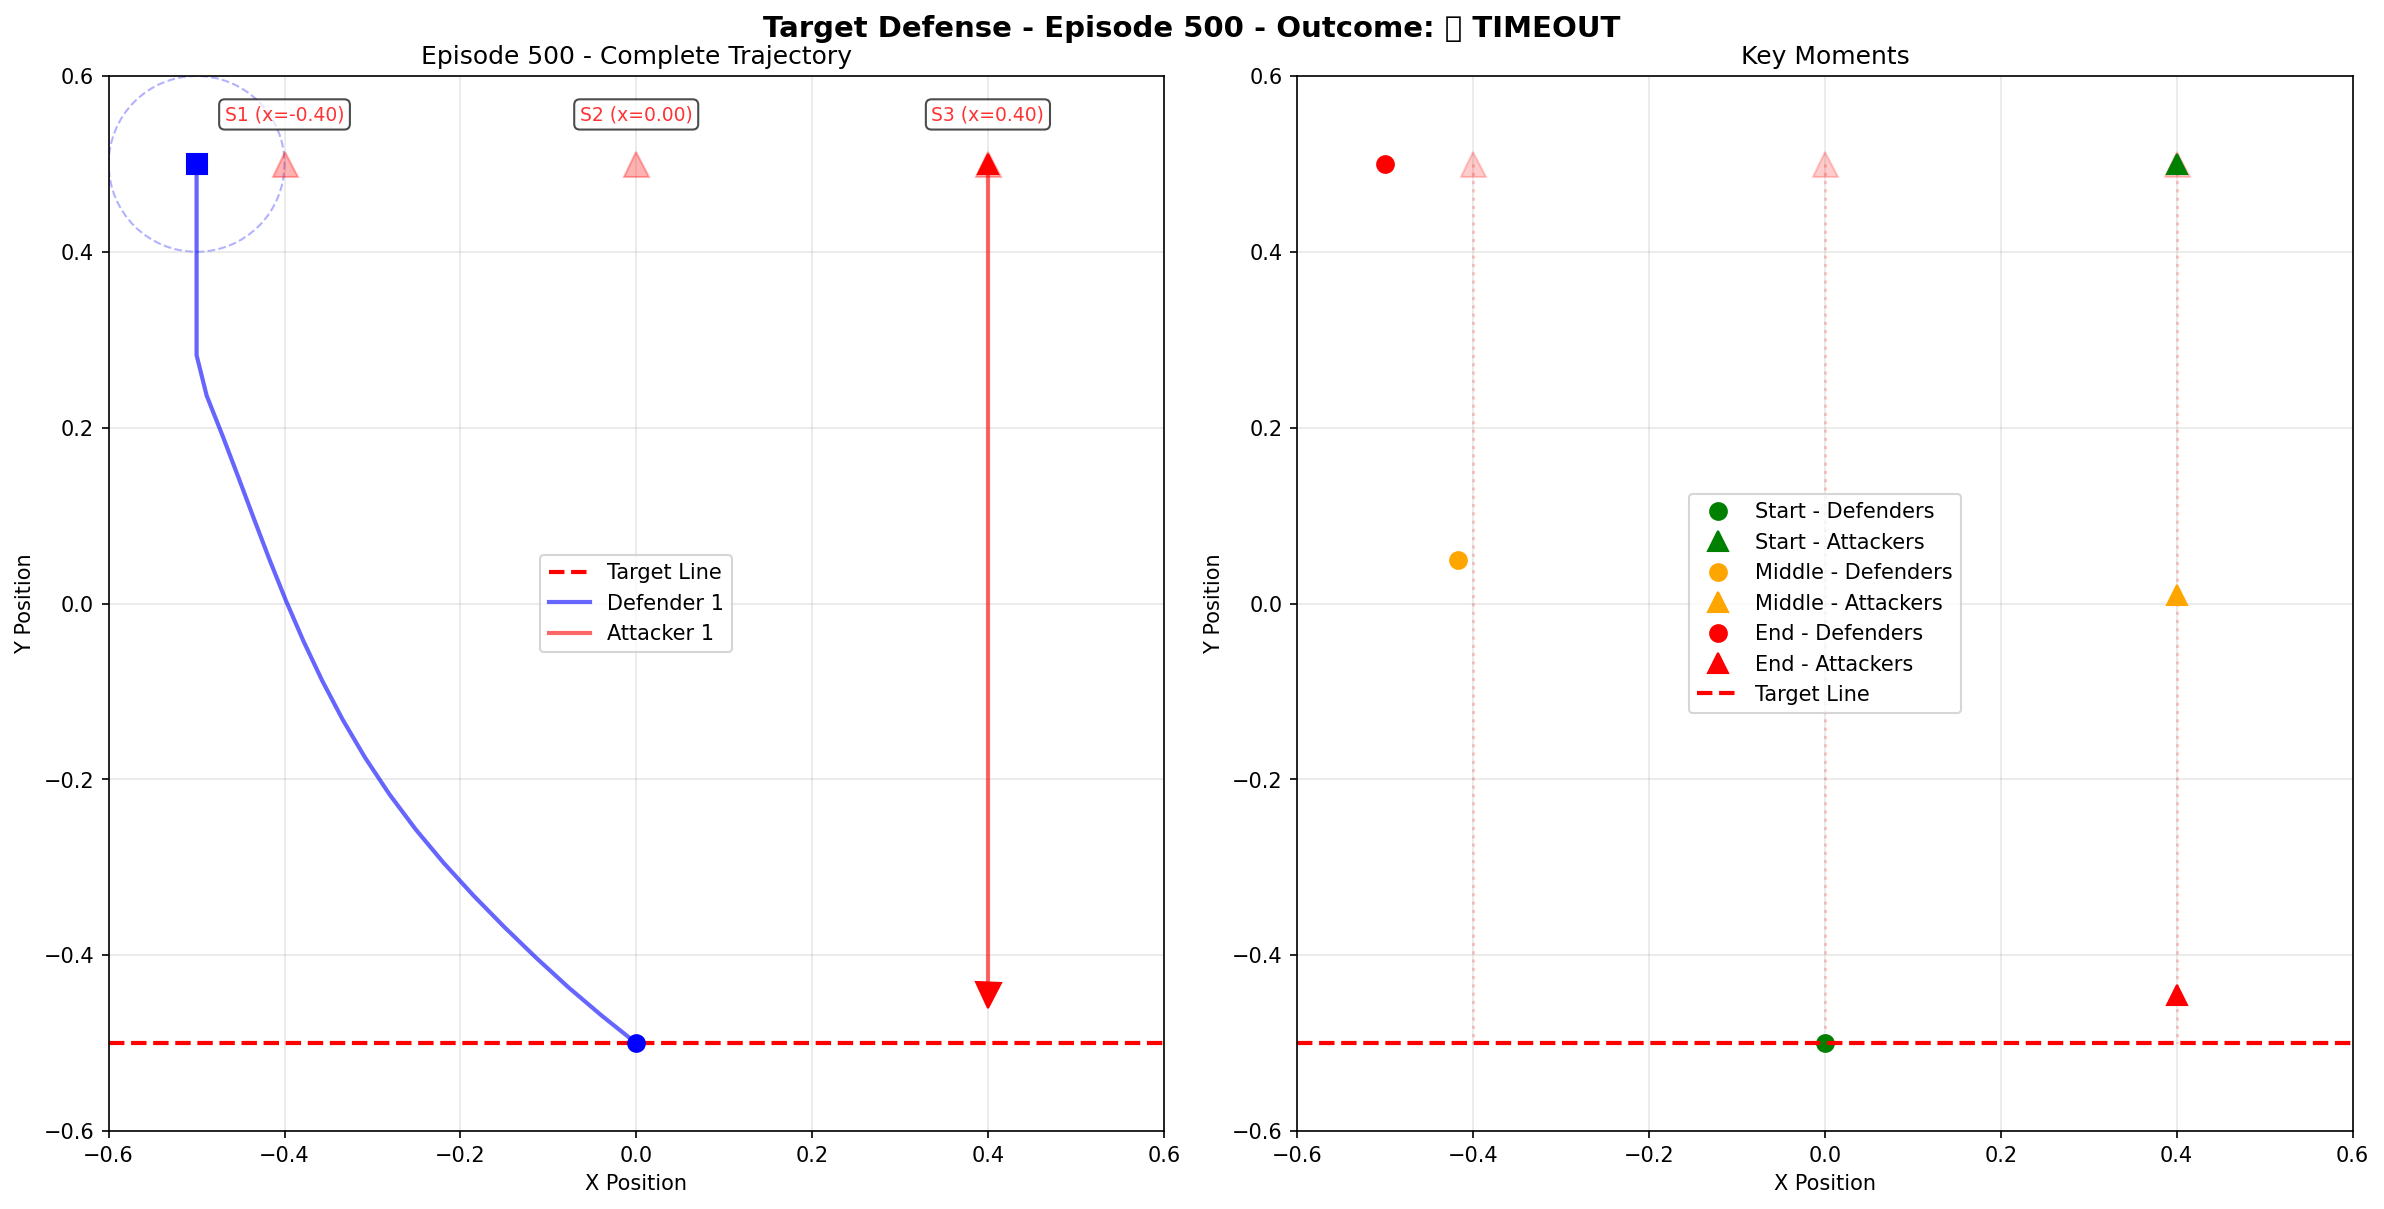 Target Defense - Episode 500 - Outcome: ▯ TIMEOUT
Episode 500 - Complete Trajectory
Key Moments
0.6
0.4
0.2
0.0
−0.2
−0.4
−0.6
Y Position
S1 (x=-0.40)
S2 (x=0.00)
S3 (x=0.40)
Target Line
Defender 1
Attacker 1
−0.6
−0.4
−0.2
0.0
0.2
0.4
0.6
X Position
0.6
0.4
0.2
0.0
−0.2
−0.4
−0.6
Y Position
Start - Defenders
Start - Attackers
Middle - Defenders
Middle - Attackers
End - Defenders
End - Attackers
Target Line
−0.6
−0.4
−0.2
0.0
0.2
0.4
0.6
X Position